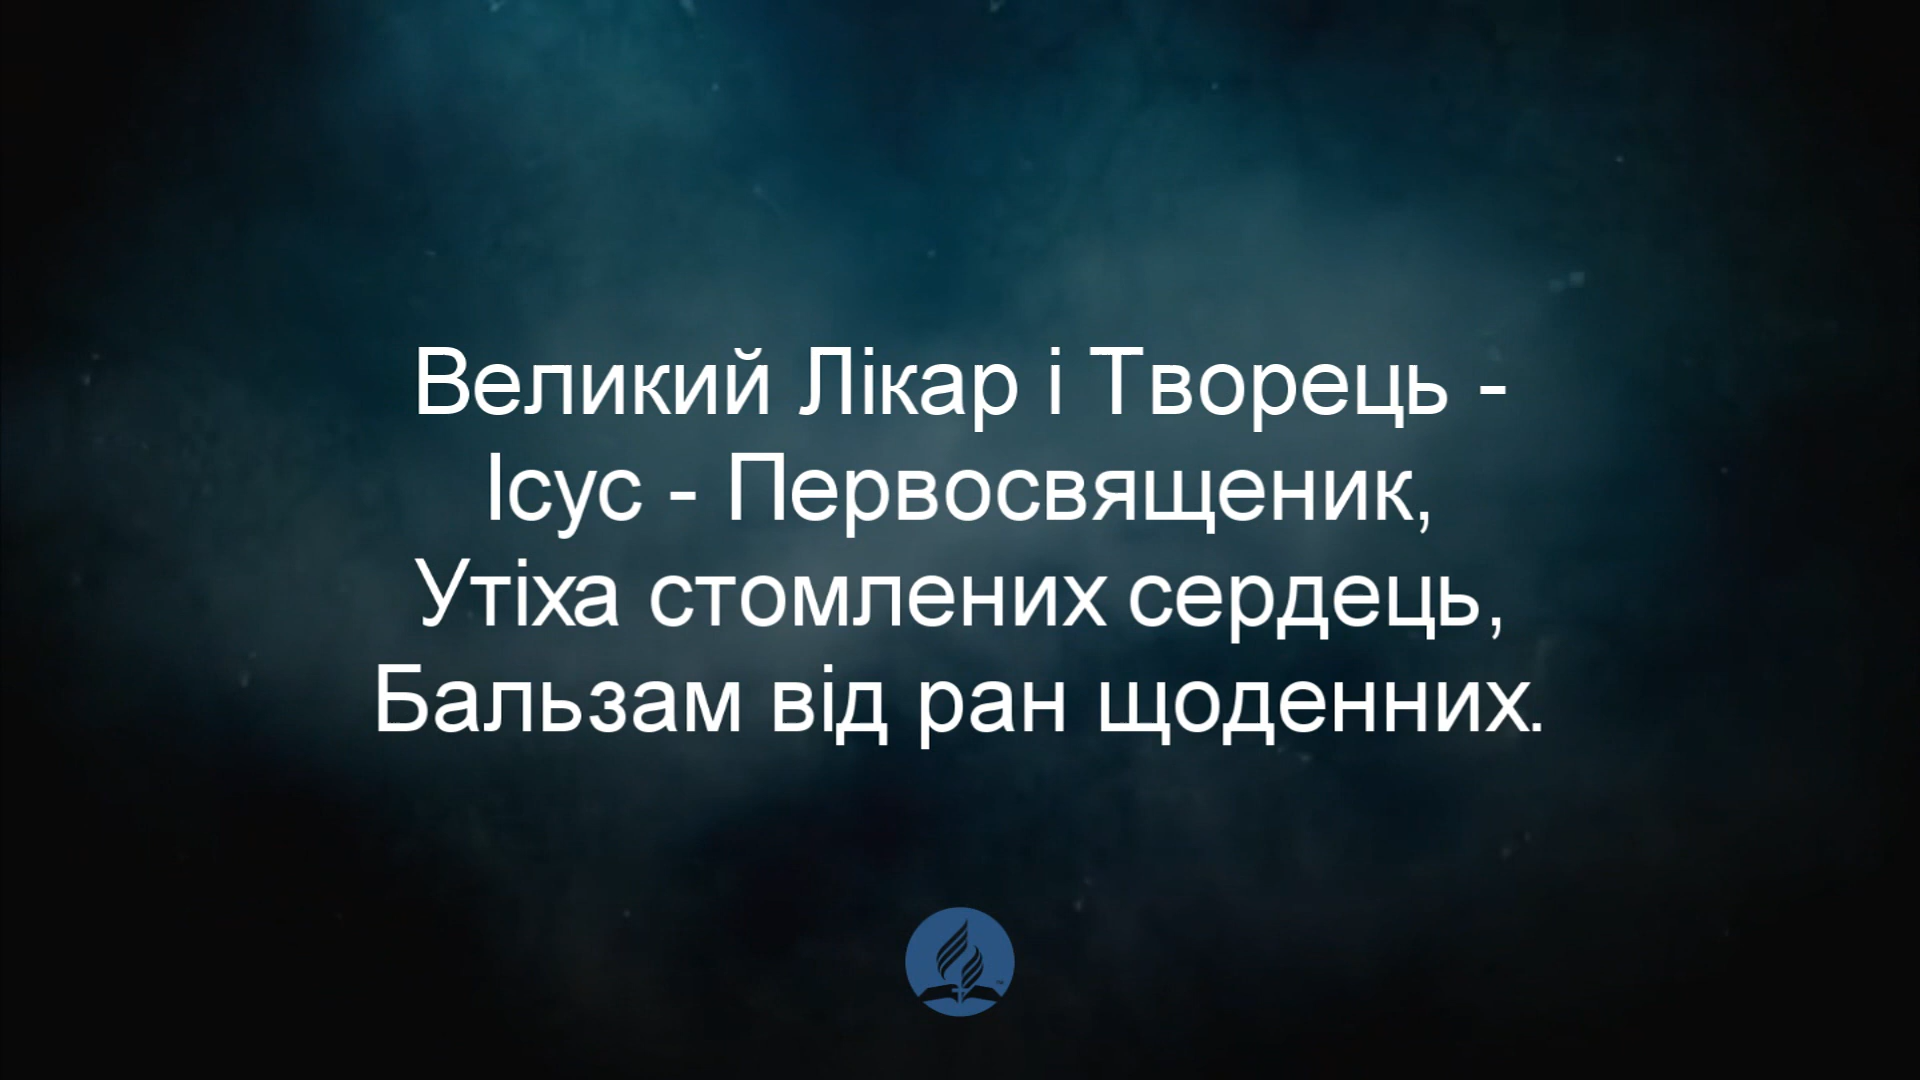 Великий Лікар і Творець -
Ісус - Первосвященик,
Утіха стомлених сердець,
Бальзам від ран щоденних.